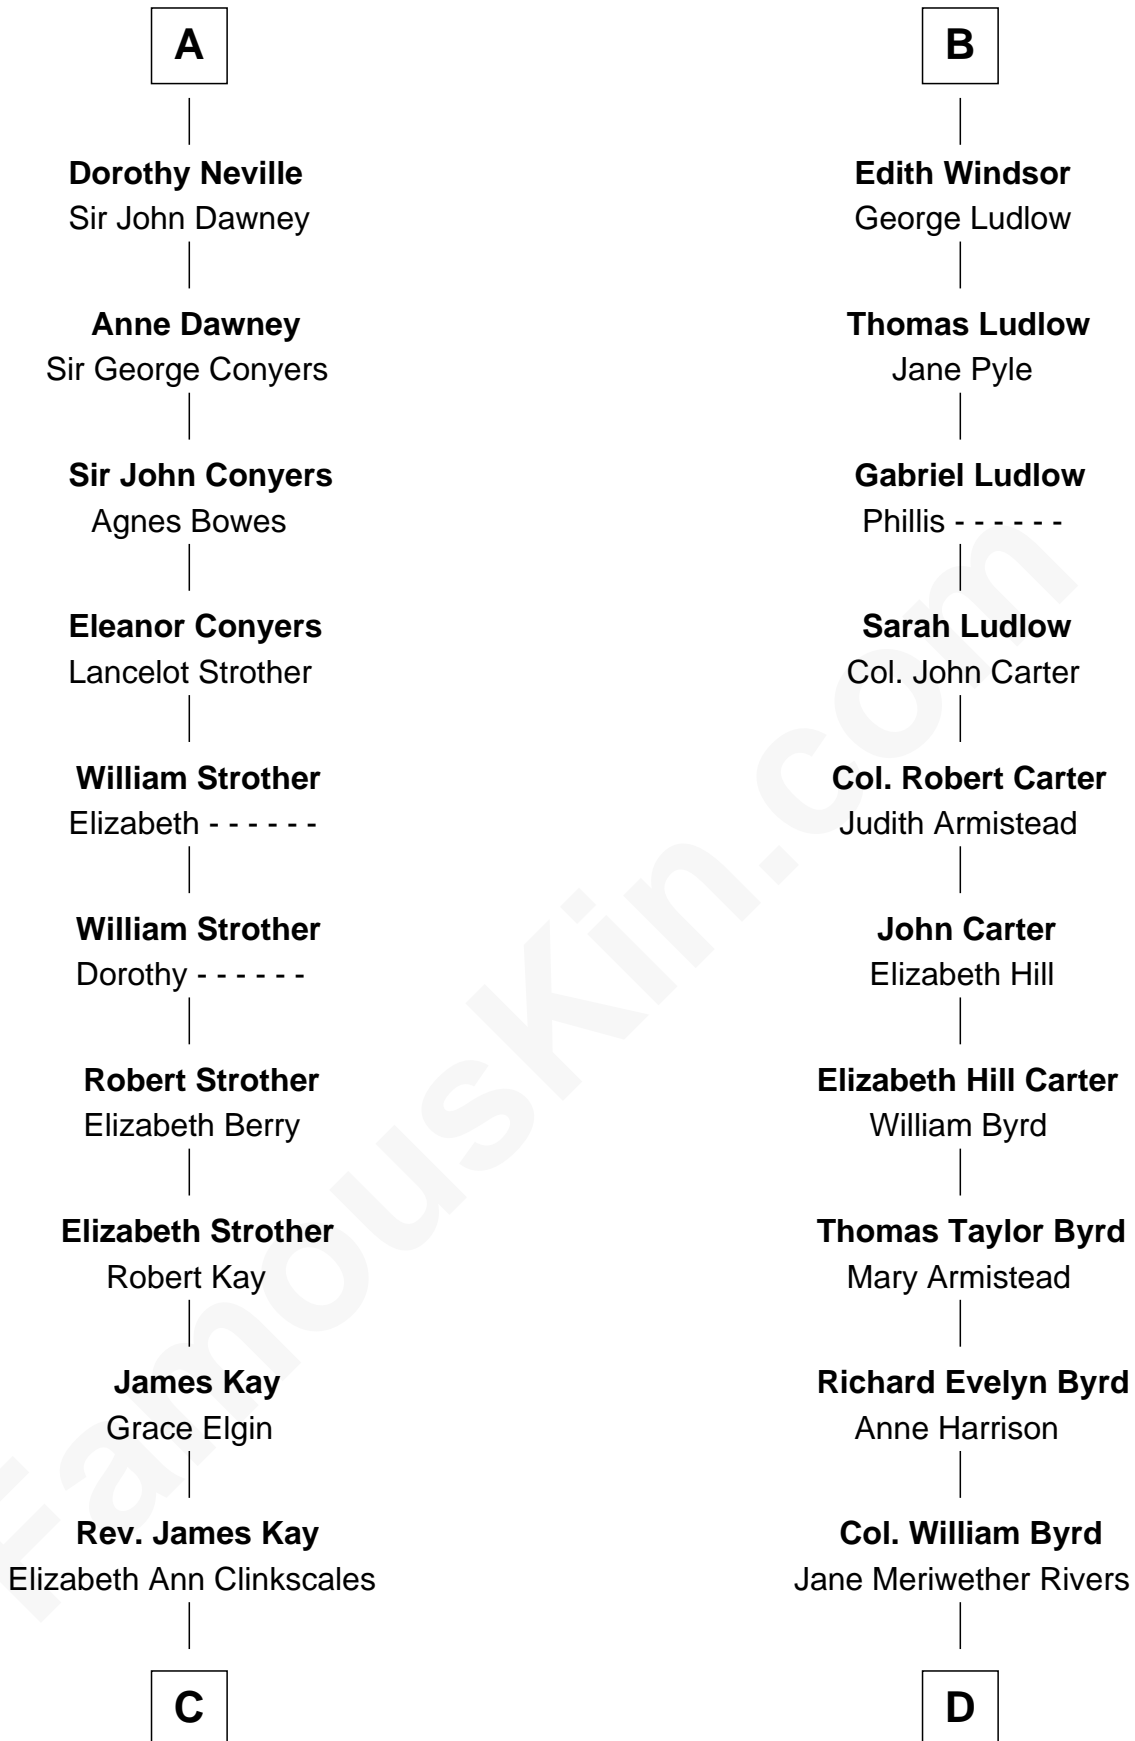 A
Dorothy Neville
Sir John Dawney
Anne Dawney
Sir George Conyers
Sir John Conyers
Agnes Bowes
Eleanor Conyers
Lancelot Strother
William Strother
Elizabeth - - - - - -
William Strother
Dorothy - - - - - -
Robert Strother
Elizabeth Berry
Elizabeth Strother
Robert Kay
James Kay
Grace Elgin
Rev. James Kay
Elizabeth Ann Clinkscales
C
B
Edith Windsor
George Ludlow
Thomas Ludlow
Jane Pyle
Gabriel Ludlow
Phillis - - - - - -
Sarah Ludlow
Col. John Carter
Col. Robert Carter
Judith Armistead
John Carter
Elizabeth Hill
Elizabeth Hill Carter
William Byrd
Thomas Taylor Byrd
Mary Armistead
Richard Evelyn Byrd
Anne Harrison
Col. William Byrd
Jane Meriwether Rivers
D
FamousKin.com